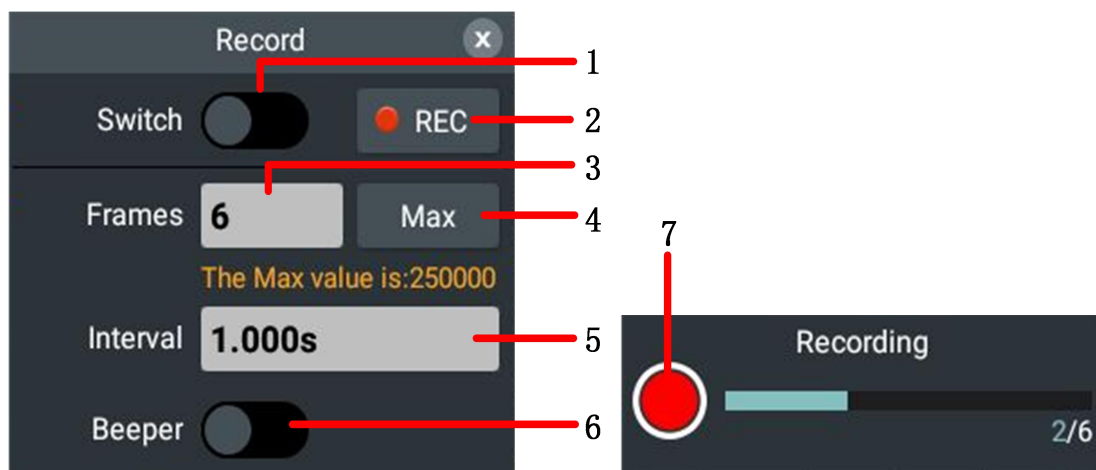 Record
x
1
Switch
REC
2
3
Frames
6
Max
4
The Max value is:250000
Interval
1.000s
5
Beeper
6
7
Recording
2/6